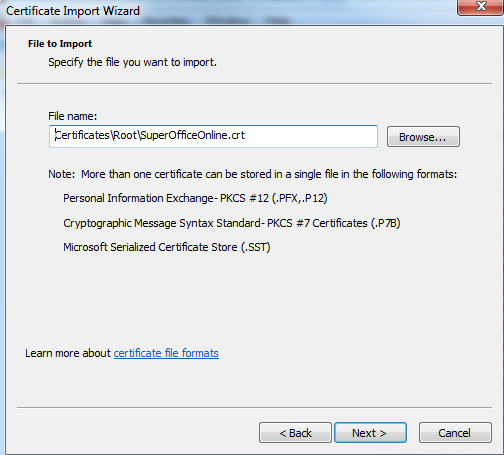 Certificate Import Wizard
File to Import
Specify the file you want to import.
File name:
Certificates\Root\SuperOfficeOnline.crt
Browse...
Note: More than one certificate can be stored in a single file in the following formats:
Personal Information Exchange- PKCS #12 (.PFX,.P12)
Cryptographic Message Syntax Standard- PKCS #7 Certificates (.P7B)
Microsoft Serialized Certificate Store (.SST)
Learn more about certificate file formats
< Back
Next >
Cancel